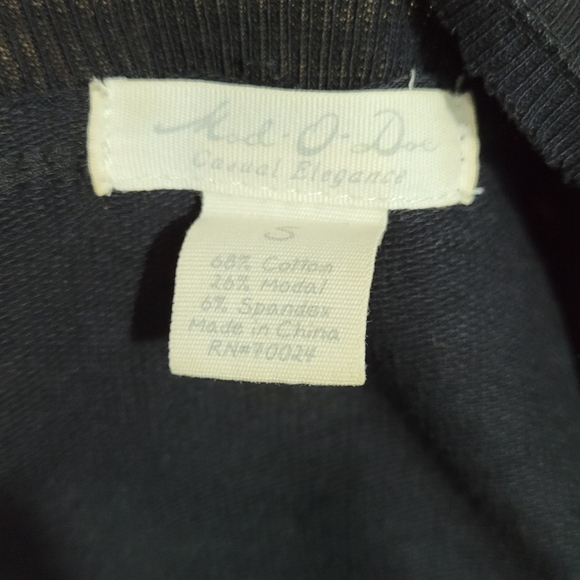 Mod-O-Doc
Casual Elegance
S
68% Cotton
26% Modal
6% Spandex
Made in China
RN#70024